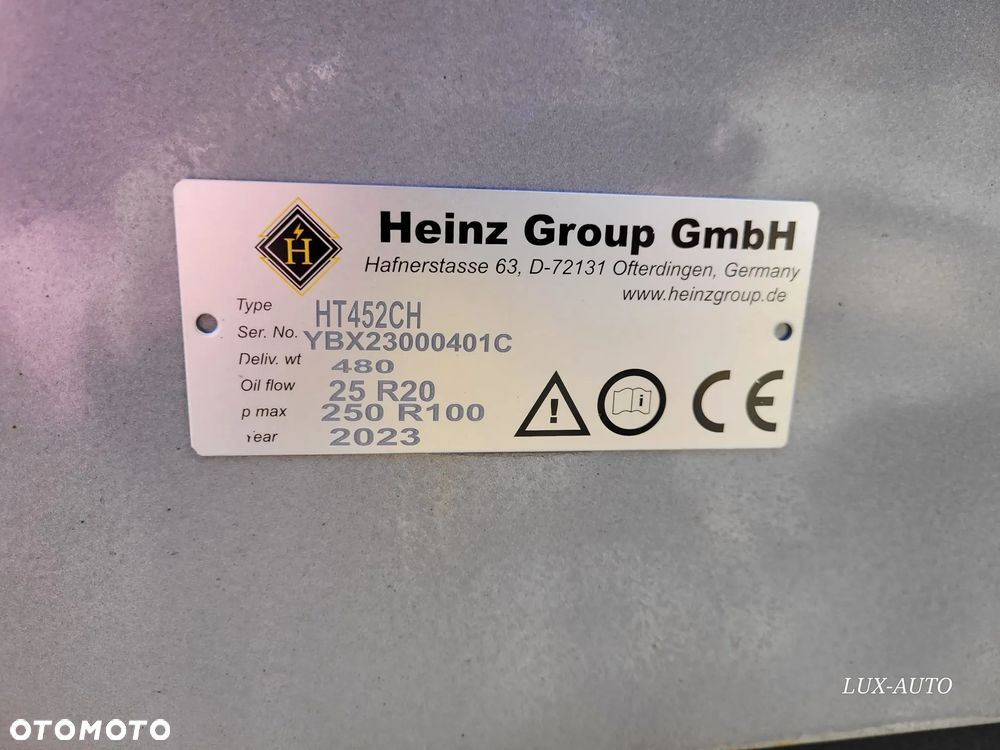 H
Heinz Group GmbH
Hafnerstasse 63, D-72131 Ofterdingen, Germany
www.heinzgroup.de
Type HT452CH
Ser. No. YBX23000401C
Deliv. wt 480
Oil flow 25 R20
p max 250 R100
Year 2023
i
!
CE
LUX-AUTO
OTOMOTO